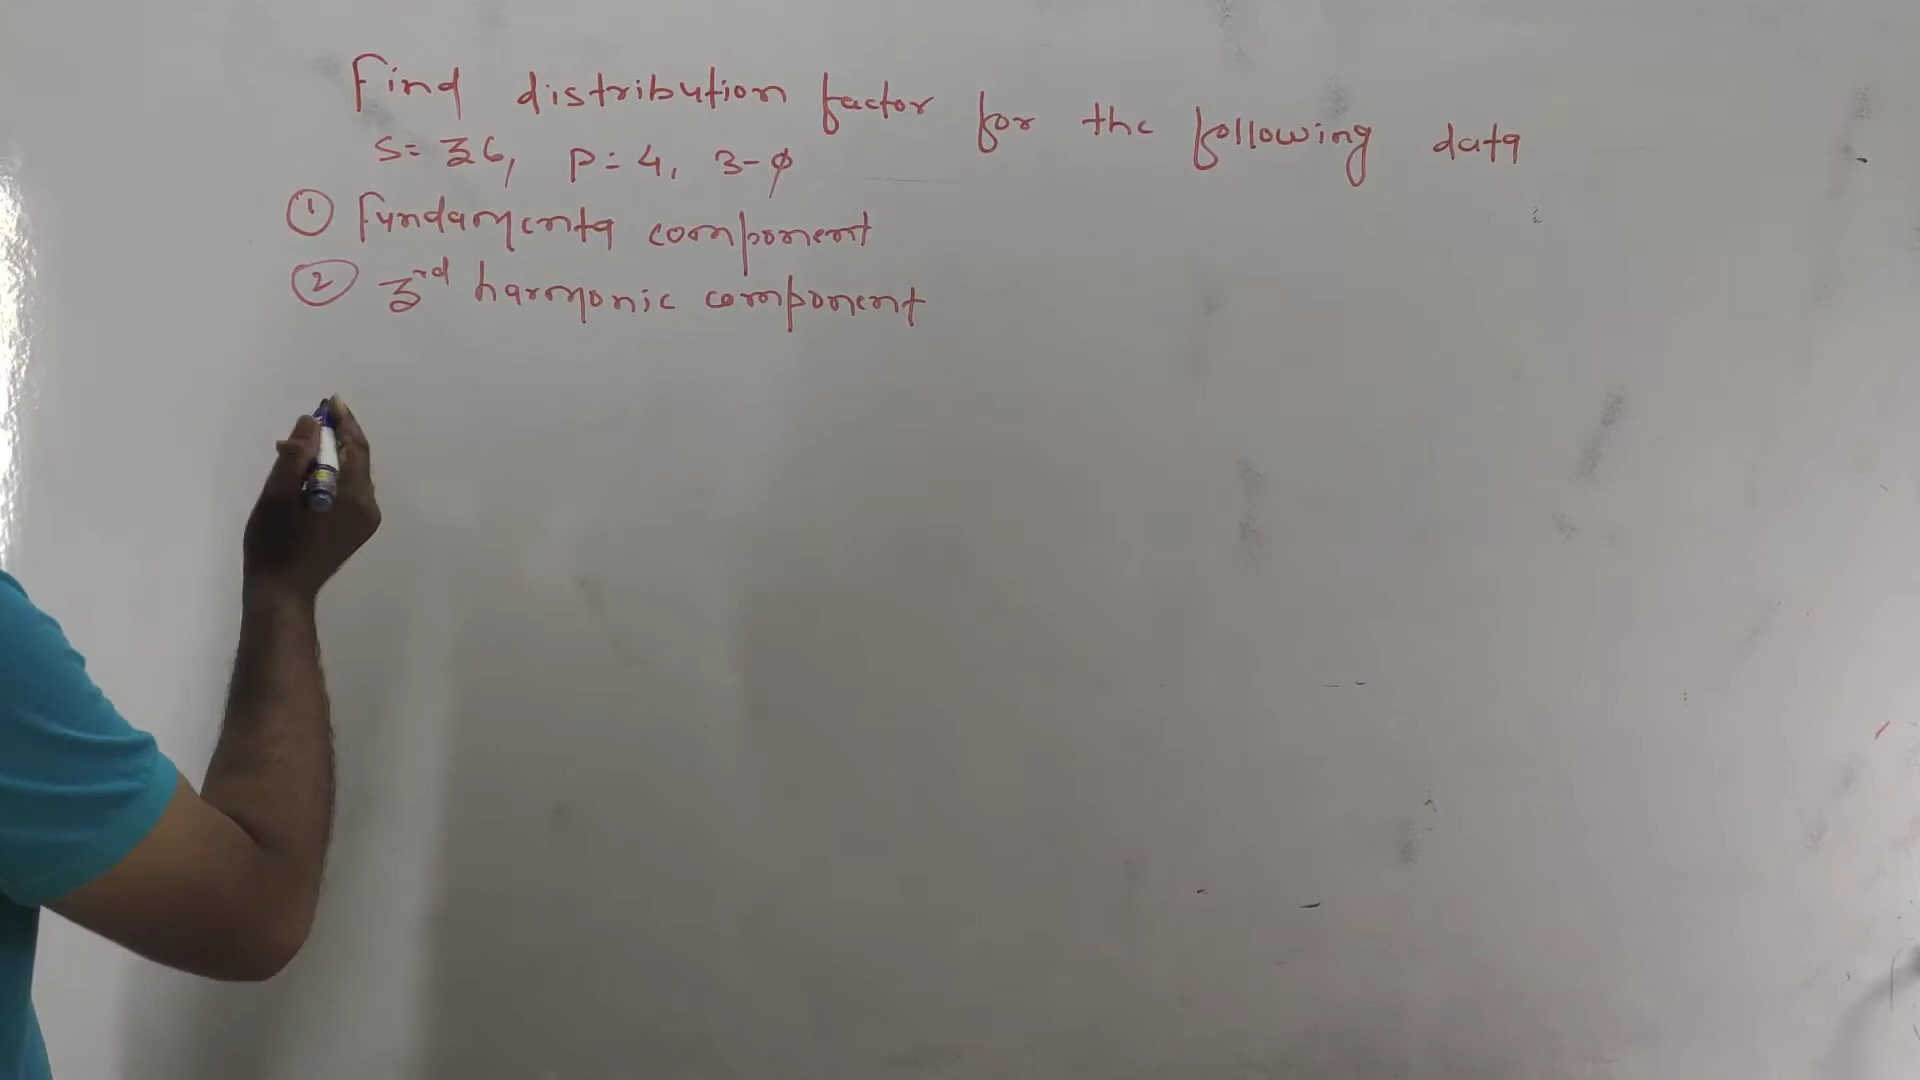 Find distribution factor for the following data
S = 36, P = 4, 3-φ
① Fundamenta component
② 3rd harmonic component